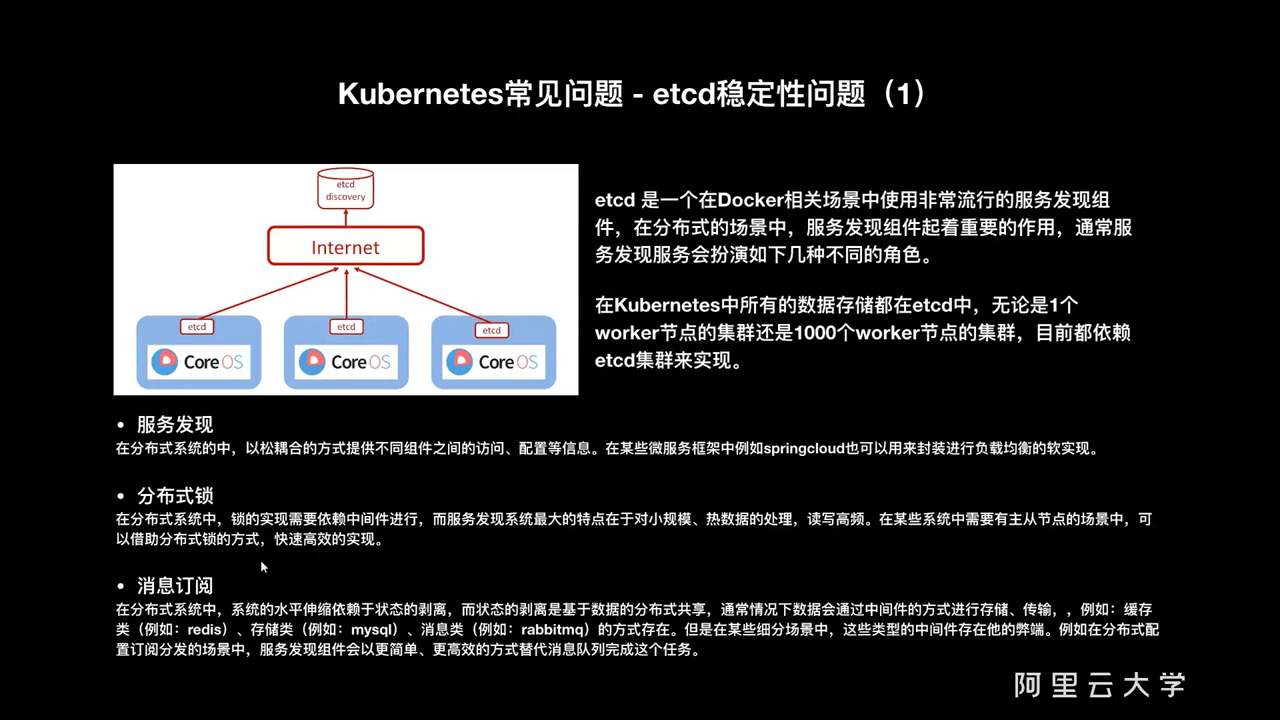 Kubernetes常见问题 - etcd稳定性问题（1）
etcd
discovery
Internet
etcd
etcd
etcd
CoreOS
CoreOS
CoreOS
etcd 是一个在Docker相关场景中使用非常流行的服务发现组
件，在分布式的场景中，服务发现组件起着重要的作用，通常服
务发现服务会扮演如下几种不同的角色。
在Kubernetes中所有的数据存储都在etcd中，无论是1个
worker节点的集群还是1000个worker节点的集群，目前都依赖
etcd集群来实现。
• 服务发现
在分布式系统的中，以松耦合的方式提供不同组件之间的访问、配置等信息。在某些微服务框架中例如springcloud也可以用来封装进行负载均衡的软实现。
• 分布式锁
在分布式系统中，锁的实现需要依赖中间件进行，而服务发现系统最大的特点在于对小规模、热数据的处理，读写高频。在某些系统中需要有主从节点的场景中，可
以借助分布式锁的方式，快速高效的实现。
• 消息订阅
在分布式系统中，系统的水平伸缩依赖于状态的剥离，而状态的剥离是基于数据的分布式共享，通常情况下数据会通过中间件的方式进行存储、传输，，例如：缓存
类（例如：redis）、存储类（例如：mysql）、消息类（例如：rabbitmq）的方式存在。但是在某些细分场景中，这些类型的中间件存在他的弊端。例如在分布式配
置订阅分发的场景中，服务发现组件会以更简单、更高效的方式替代消息队列完成这个任务。
阿里云大学